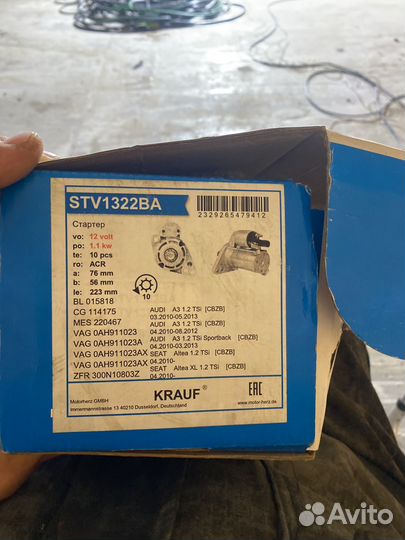 STV1322BA
2329265479412
Стартер
vo: 12 volt
po: 1.1 kw
te: 10 pcs
ro: ACR
a: 76 mm
b: 56 mm
le: 223 mm
10
BL 015818
CG 114175
MES 220467
VAG 0AH911023
VAG 0AH911023A
VAG 0AH911023AX
VAG 0AH911023AX
ZFR 300N10803Z
AUDI A3 1.2 TSi [CBZB]
03.2010-05.2013
AUDI A3 1.2 TSi [CBZB]
04.2010-08.2012
AUDI A3 1.2 TSi Sportback [CBZB]
04.2010-03.2013
SEAT Altea 1.2 TSi [CBZB]
04.2010-
SEAT Altea XL 1.2 TSi [CBZB]
04.2010-
Motorherz GMBH
Immermannstrasse 13 40210 Dusseldorf, Deutschland
KRAUF®
EAC
www.motor-herz.de
Avito